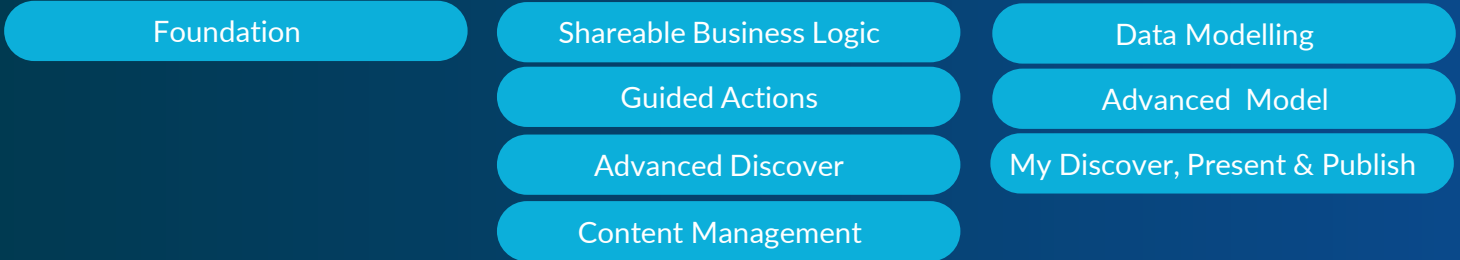 Foundation
Shareable Business Logic
Guided Actions
Advanced Discover
Content Management
Data Modelling
Advanced Model
My Discover, Present & Publish